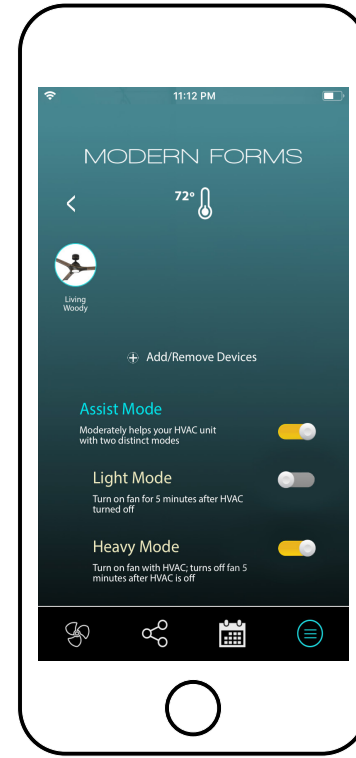 11:12 PM
MODERN FORMS
72°
Living
Woody
Add/Remove Devices
Assist Mode
Moderately helps your HVAC unit
with two distinct modes
Light Mode
Turn on fan for 5 minutes after HVAC
turned off
Heavy Mode
Turn on fan with HVAC; turns off fan 5
minutes after HVAC is off